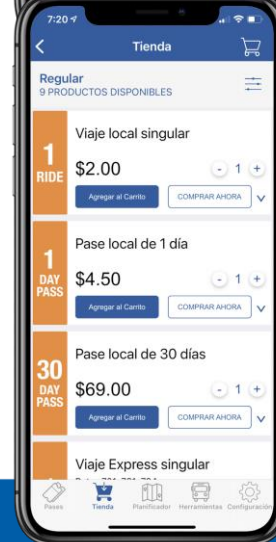 7:20
Tienda
Regular
9 PRODUCTOS DISPONIBLES
1
RIDE
Viaje local singular
$2.00
- 1 +
Agregar al Carrito
COMPRAR AHORA
1
DAY
PASS
Pase local de 1 día
$4.50
- 1 +
Agregar al Carrito
COMPRAR AHORA
30
DAY
PASS
Pase local de 30 días
$69.00
- 1 +
Agregar al Carrito
COMPRAR AHORA
Viaje Express singular
Pases
Tienda
Planificador
Herramientas
Configuración